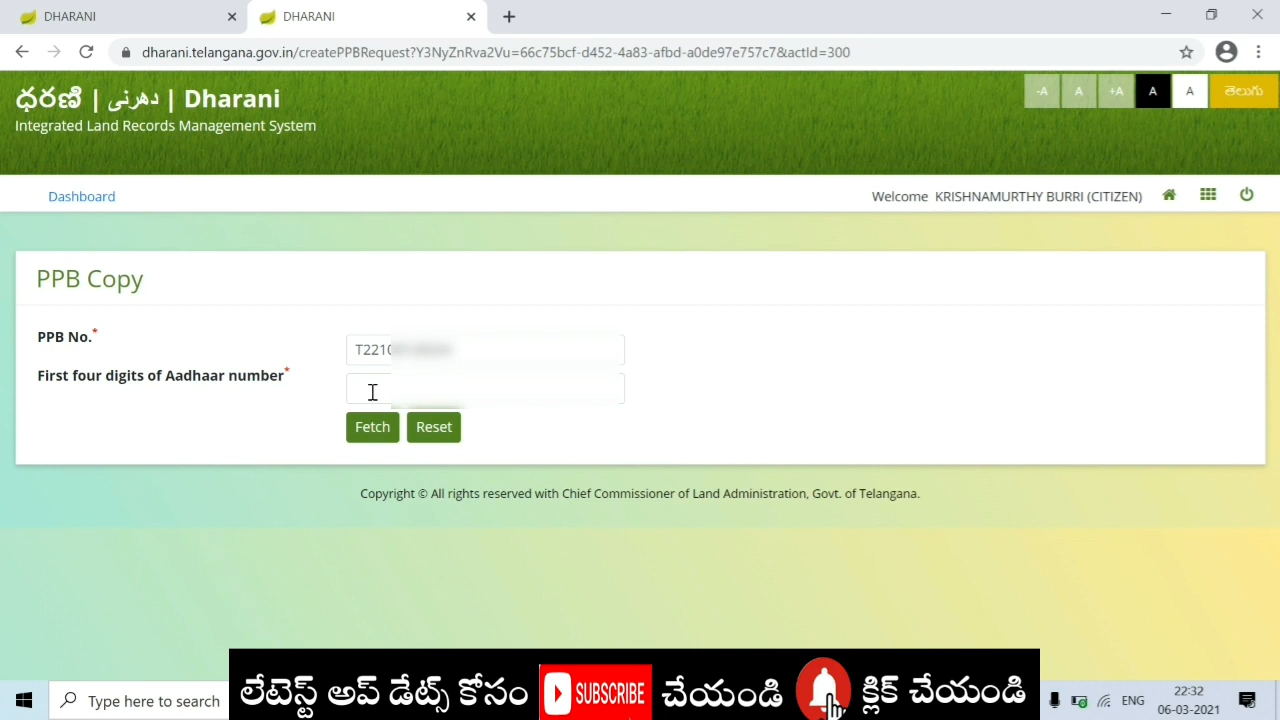 DHARANI
DHARANI
dharani.telangana.gov.in/createPPBRequest?Y3NyZnRva2Vu=66c75bcf-d452-4a83-afbd-a0de97e757c7&actId=300
ధరణి | دھرنی | Dharani
-A A +A A A తెలుగు
Integrated Land Records Management System
Dashboard
Welcome KRISHNAMURTHY BURRI (CITIZEN)
PPB Copy
PPB No.*
T2210
First four digits of Aadhaar number*
Fetch Reset
Copyright © All rights reserved with Chief Commissioner of Land Administration, Govt. of Telangana.
లేటెస్ట్ అప్ డేట్స్ కోసం SUBSCRIBE చేయండి క్లిక్ చేయండి
Type here to search
ENG
22:32
06-03-2021